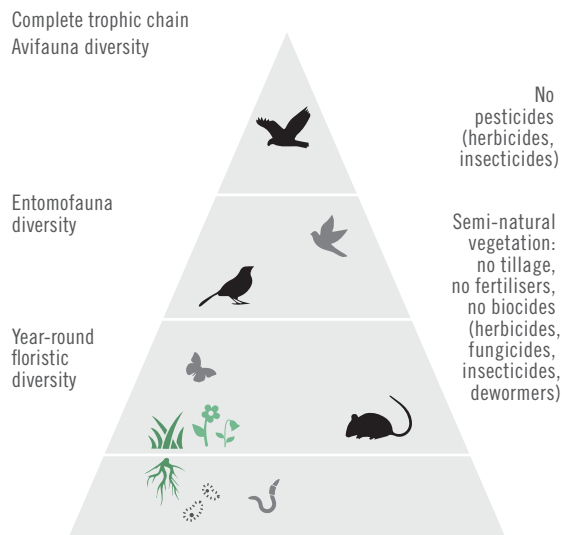 Complete trophic chain
Avifauna diversity
No
pesticides
(herbicides,
insecticides)
Entomofauna
diversity
Semi-natural
vegetation:
no tillage,
no fertilisers,
no biocides
(herbicides,
fungicides,
insecticides,
dewormers)
Year-round
floristic
diversity